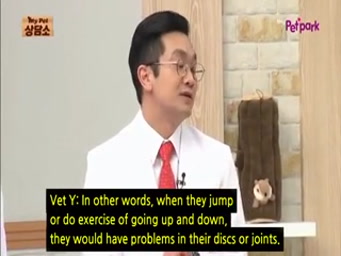 My Pet
상담소
Petpark
Vet Y: In other words, when they jump
or do exercise of going up and down,
they would have problems in their discs or joints.